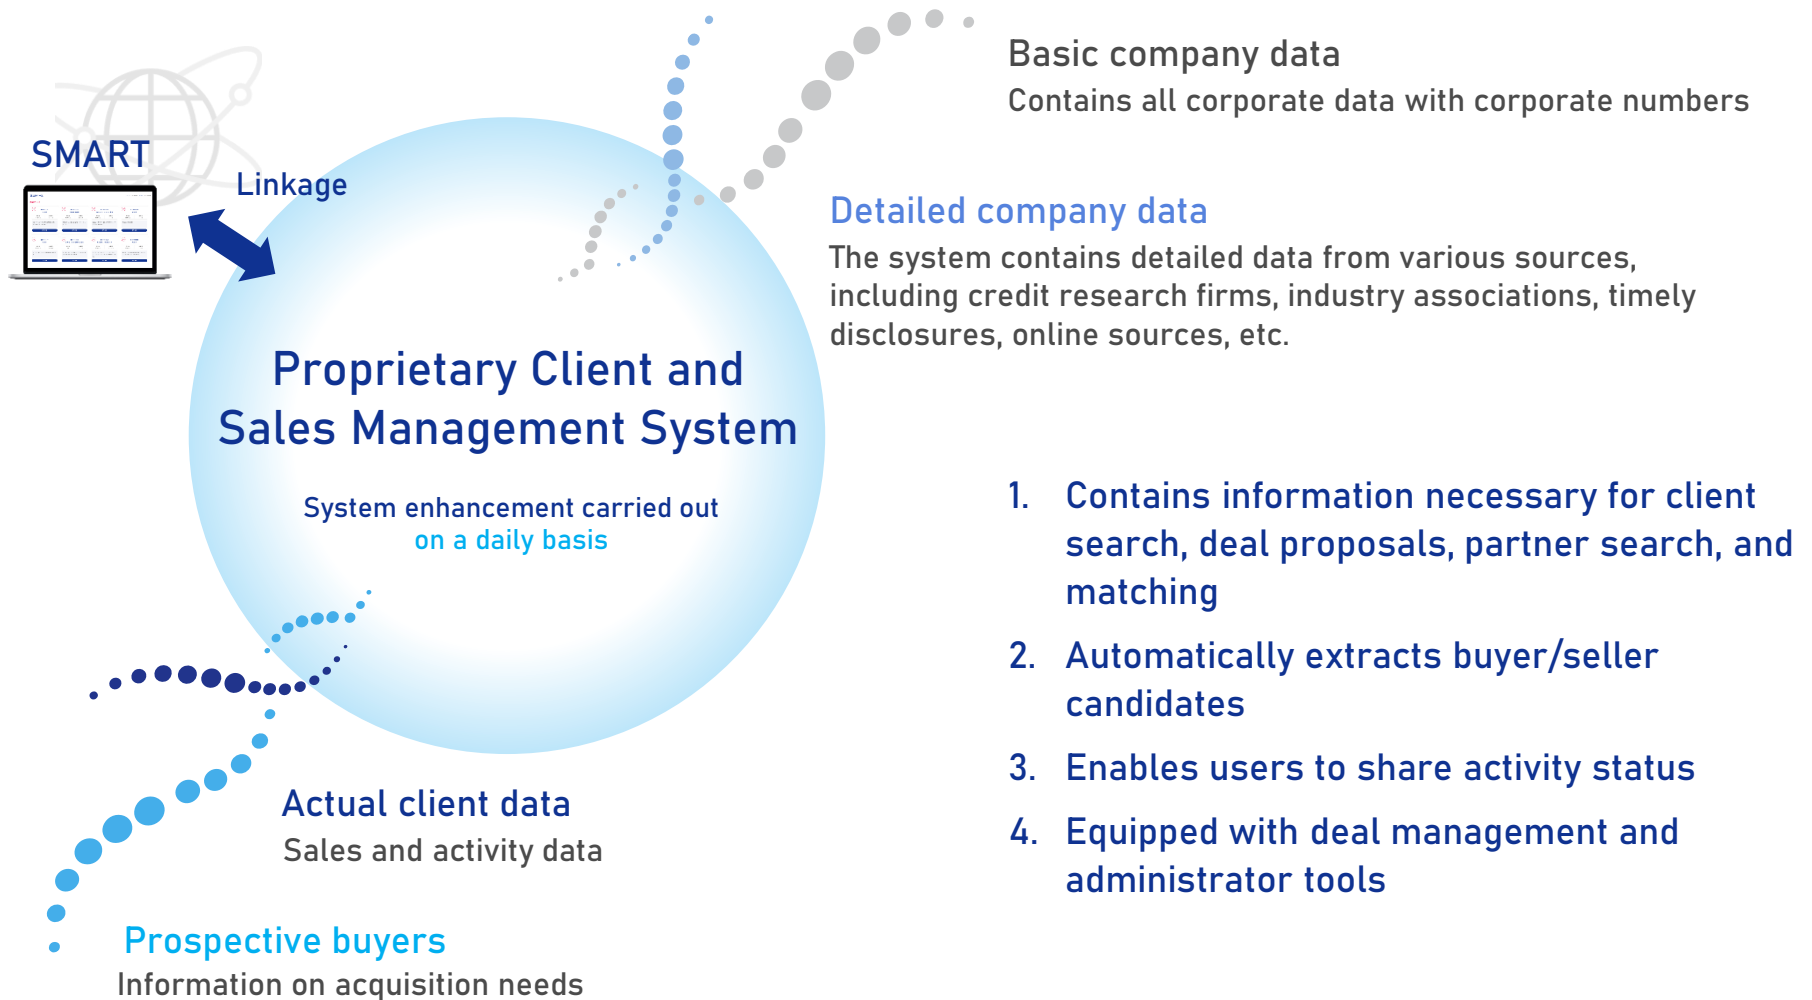 SMART
Linkage
Proprietary Client and
Sales Management System
System enhancement carried out
on a daily basis
Basic company data
Contains all corporate data with corporate numbers
Detailed company data
The system contains detailed data from various sources,
including credit research firms, industry associations, timely
disclosures, online sources, etc.
1. Contains information necessary for client
search, deal proposals, partner search, and
matching
2. Automatically extracts buyer/seller
candidates
3. Enables users to share activity status
4. Equipped with deal management and
administrator tools
Actual client data
Sales and activity data
Prospective buyers
Information on acquisition needs